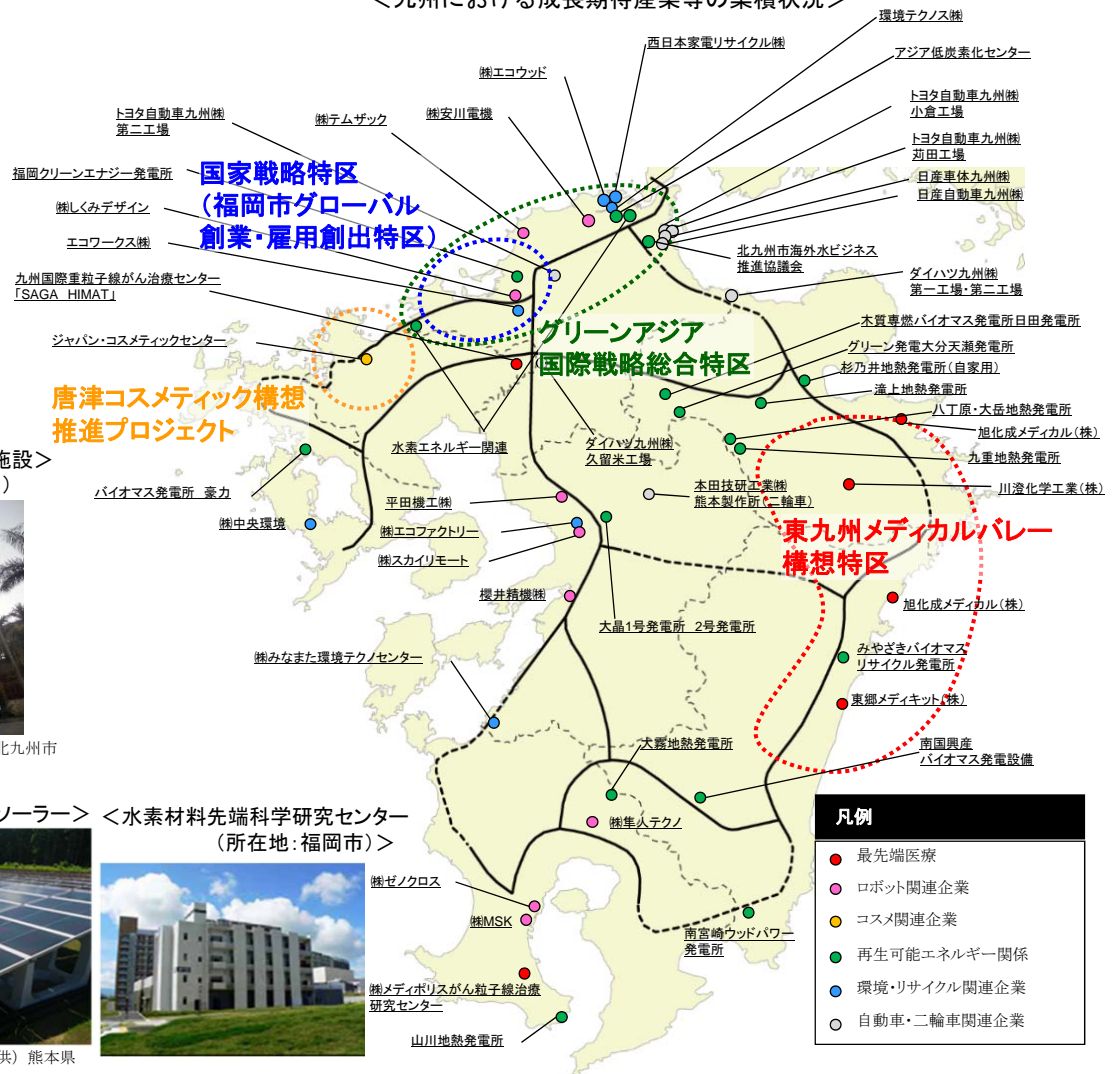 ＜九州における成長期待産業等の集積状況＞
環境テクノス㈱
西日本家電リサイクル㈱
アジア低炭素化センター
㈱エコウッド
トヨタ自動車九州㈱
小倉工場
トヨタ自動車九州㈱
第二工場
㈱テムザック
㈱安川電機
トヨタ自動車九州㈱
苅田工場
福岡クリーンエナジー発電所
国家戦略特区
（福岡市グローバル
創業・雇用創出特区）
日産車体九州㈱
日産自動車九州㈱
㈱しくみデザイン
エコワークス㈱
北九州市海外水ビジネス
推進協議会
九州国際重粒子線がん治療センター
「SAGA HIMAT」
ダイハツ九州㈱
第一工場・第二工場
グリーンアジア
国際戦略総合特区
木質専燃バイオマス発電所日田発電所
ジャパン・コスメティックセンター
グリーン発電大分天瀬発電所
杉乃井地熱発電所（自家用）
滝上地熱発電所
唐津コスメティック構想
推進プロジェクト
八丁原・大岳地熱発電所
旭化成メディカル（株）
水素エネルギー関連
ダイハツ九州㈱
久留米工場
九重地熱発電所
施設＞
）
バイオマス発電所 豪力
平田機工㈱
本田技研工業㈱
熊本製作所（二輪車）
川澄化学工業（株）
㈱中央環境
㈱エコファクトリー
東九州メディカルバレー
構想特区
㈱スカイリモート
櫻井精機㈱
旭化成メディカル（株）
大晶1号発電所 2号発電所
㈱みなまた環境テクノセンター
みやざきバイオマス
リサイクル発電所
東郷メディキット（株）
北九州市
大霧地熱発電所
南国興産
バイオマス発電設備
ソーラー＞
＜水素材料先端科学研究センター
（所在地：福岡市）＞
㈱隼人テクノ
凡例
最先端医療
ロボット関連企業
コスメ関連企業
再生可能エネルギー関係
環境・リサイクル関連企業
自動車・二輪車関連企業
㈱ゼノクロス
㈱MSK
南宮崎ウッドパワー
発電所
㈱メディポリスがん粒子線治療
研究センター
山川地熱発電所
供）熊本県